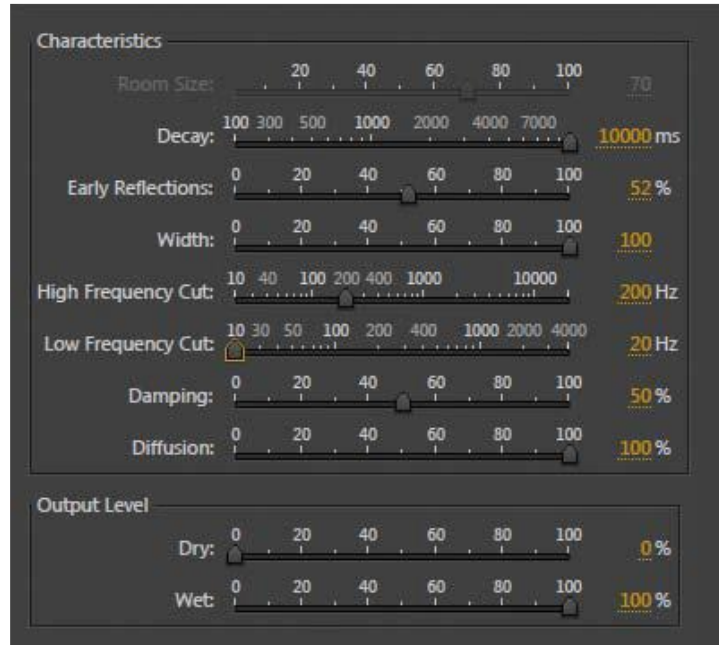 Characteristics
20 40 60 80 100
Room Size: 70
100 300 500 1000 2000 4000 7000
Decay: 10000 ms
0 20 40 60 80 100
Early Reflections: 52 %
0 20 40 60 80 100
Width: 100
10 40 100 200 400 1000 10000
High Frequency Cut: 200 Hz
10 30 50 100 200 400 1000 2000 4000
Low Frequency Cut: 20 Hz
0 20 40 60 80 100
Damping: 50 %
0 20 40 60 80 100
Diffusion: 100 %
Output Level
0 20 40 60 80 100
Dry: 0 %
0 20 40 60 80 100
Wet: 100 %